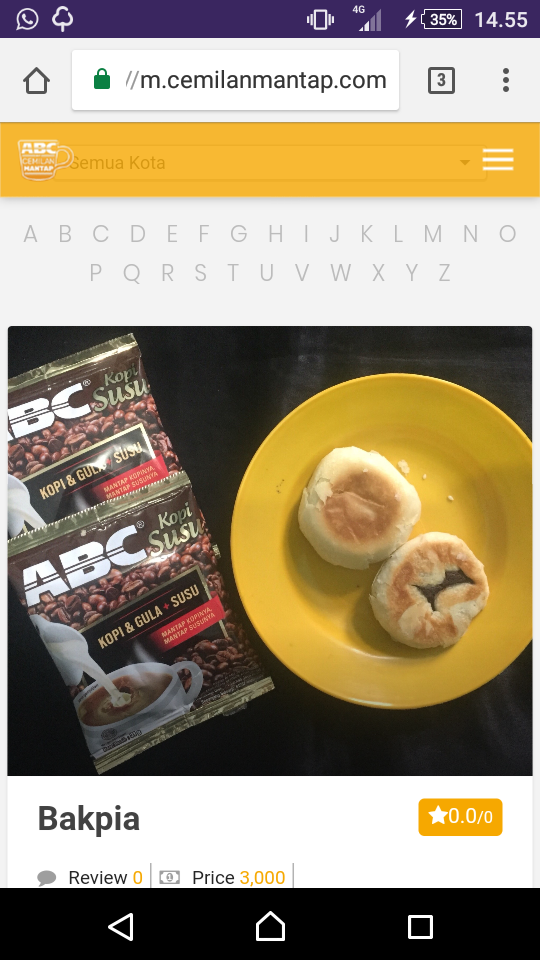 4G
35%
14.55
//m.cemilanmantap.com
3
ABC
CEMILAN
MANTAP
Semua Kota
A B C D E F G H I J K L M N O
P Q R S T U V W X Y Z
ABC®
Kopi
Susu
KOPI & GULA + SUSU
MANTAP KOPINYA,
MANTAP SUSUNYA
ABC®
Kopi
Susu
KOPI & GULA + SUSU
MANTAP KOPINYA,
MANTAP SUSUNYA
Bakpia
0.0/0
Review 0
Price 3,000